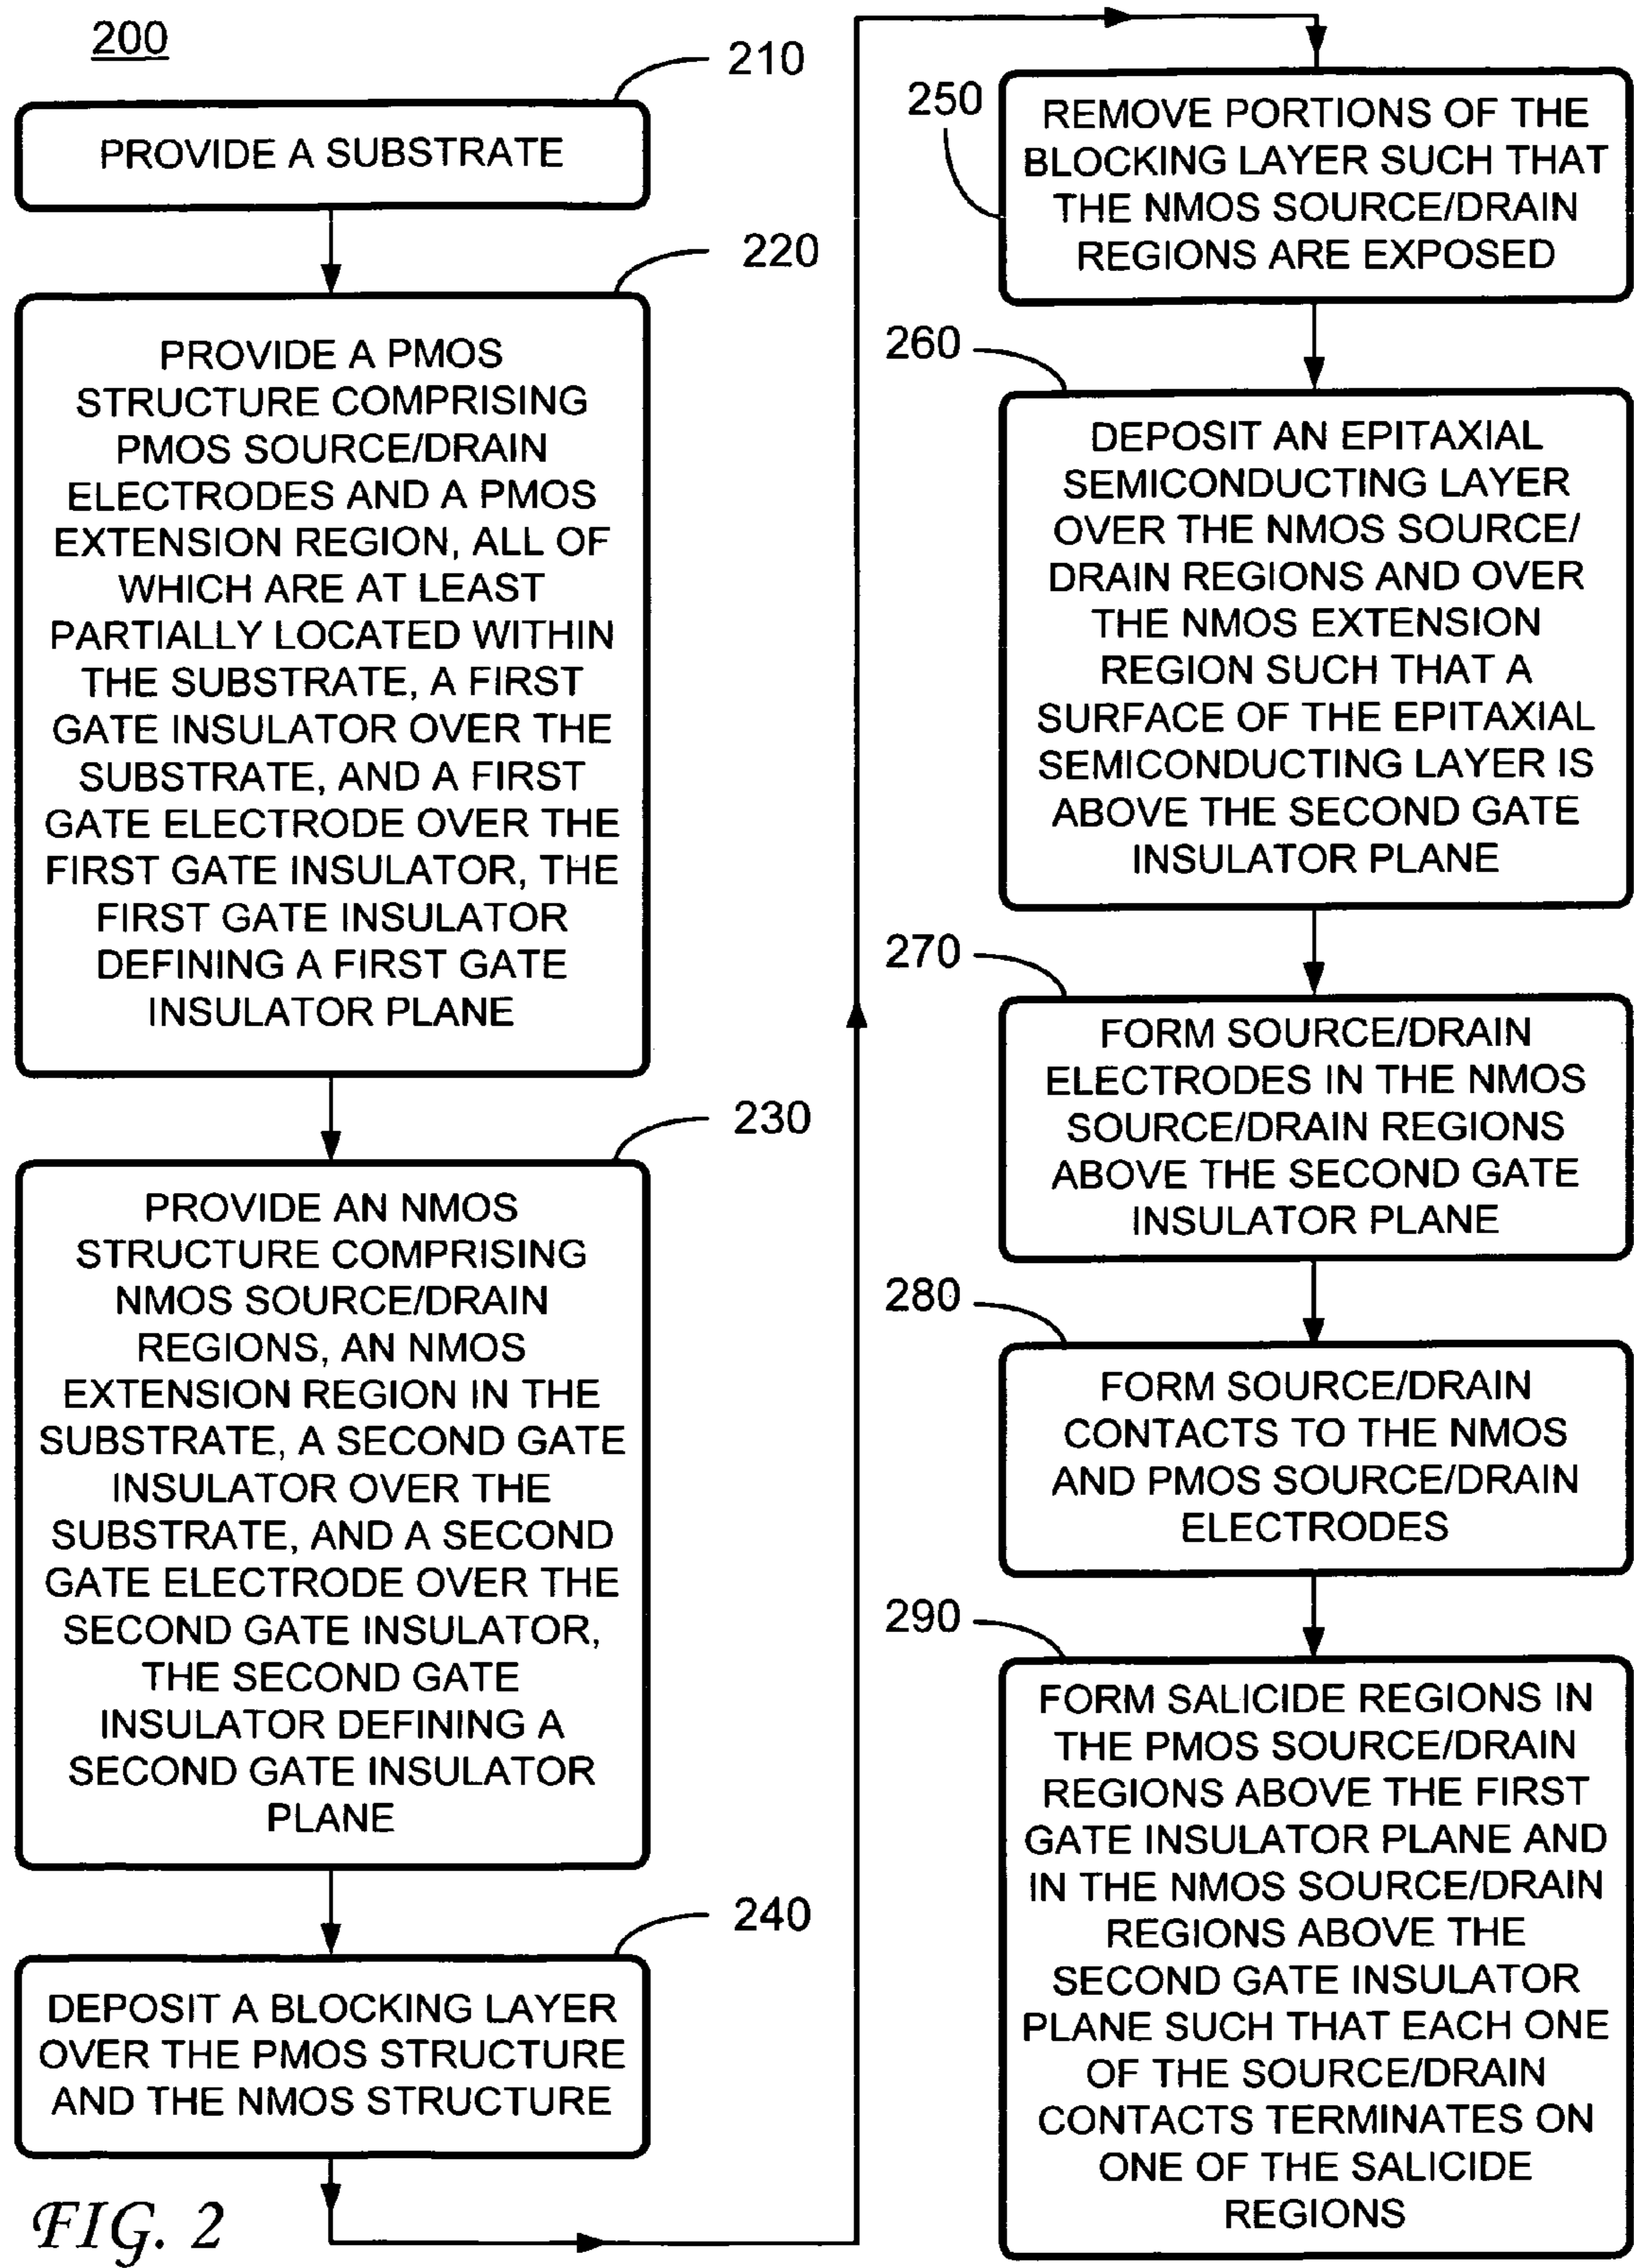 200
210
PROVIDE A SUBSTRATE
220
PROVIDE A PMOS
STRUCTURE COMPRISING
PMOS SOURCE/DRAIN
ELECTRODES AND A PMOS
EXTENSION REGION, ALL OF
WHICH ARE AT LEAST
PARTIALLY LOCATED WITHIN
THE SUBSTRATE, A FIRST
GATE INSULATOR OVER THE
SUBSTRATE, AND A FIRST
GATE ELECTRODE OVER THE
FIRST GATE INSULATOR, THE
FIRST GATE INSULATOR
DEFINING A FIRST GATE
INSULATOR PLANE
230
PROVIDE AN NMOS
STRUCTURE COMPRISING
NMOS SOURCE/DRAIN
REGIONS, AN NMOS
EXTENSION REGION IN THE
SUBSTRATE, A SECOND GATE
INSULATOR OVER THE
SUBSTRATE, AND A SECOND
GATE ELECTRODE OVER THE
SECOND GATE INSULATOR,
THE SECOND GATE
INSULATOR DEFINING A
SECOND GATE INSULATOR
PLANE
240
DEPOSIT A BLOCKING LAYER
OVER THE PMOS STRUCTURE
AND THE NMOS STRUCTURE
250
REMOVE PORTIONS OF THE
BLOCKING LAYER SUCH THAT
THE NMOS SOURCE/DRAIN
REGIONS ARE EXPOSED
260
DEPOSIT AN EPITAXIAL
SEMICONDUCTING LAYER
OVER THE NMOS SOURCE/
DRAIN REGIONS AND OVER
THE NMOS EXTENSION
REGION SUCH THAT A
SURFACE OF THE EPITAXIAL
SEMICONDUCTING LAYER IS
ABOVE THE SECOND GATE
INSULATOR PLANE
270
FORM SOURCE/DRAIN
ELECTRODES IN THE NMOS
SOURCE/DRAIN REGIONS
ABOVE THE SECOND GATE
INSULATOR PLANE
280
FORM SOURCE/DRAIN
CONTACTS TO THE NMOS
AND PMOS SOURCE/DRAIN
ELECTRODES
290
FORM SALICIDE REGIONS IN
THE PMOS SOURCE/DRAIN
REGIONS ABOVE THE FIRST
GATE INSULATOR PLANE AND
IN THE NMOS SOURCE/DRAIN
REGIONS ABOVE THE
SECOND GATE INSULATOR
PLANE SUCH THAT EACH ONE
OF THE SOURCE/DRAIN
CONTACTS TERMINATES ON
ONE OF THE SALICIDE
REGIONS
FIG. 2